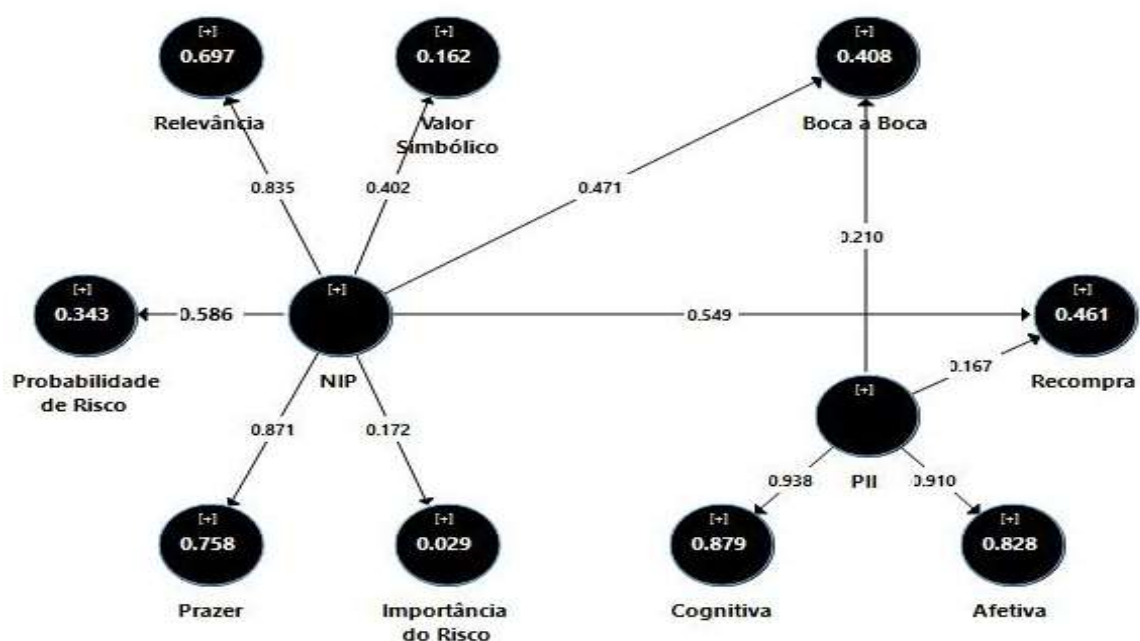 [+]
0.697
Relevância
[+]
0.162
Valor
Simbólico
[+]
0.408
Boca a Boca
0.835
0.402
0.471
0.210
[+]
0.343
Probabilidade
de Risco
0.586
[+]
NIP
0.549
[+]
0.461
Recompra
0.167
[+]
PII
0.871
0.172
0.938
0.910
[+]
0.758
Prazer
[+]
0.029
Importância
do Risco
[+]
0.879
Cognitiva
[+]
0.828
Afetiva